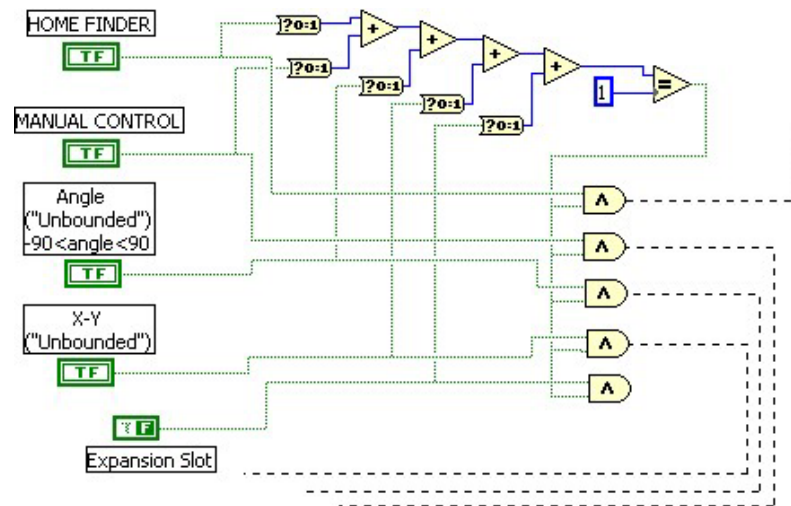 HOME FINDER
TF
?0:1
+
+
+
+
?0:1
?0:1
?0:1
?0:1
1
=
MANUAL CONTROL
TF
Angle
("Unbounded")
-90<angle<90
TF
X-Y
("Unbounded")
TF
F
Expansion Slot
∧
∧
∧
∧
∧